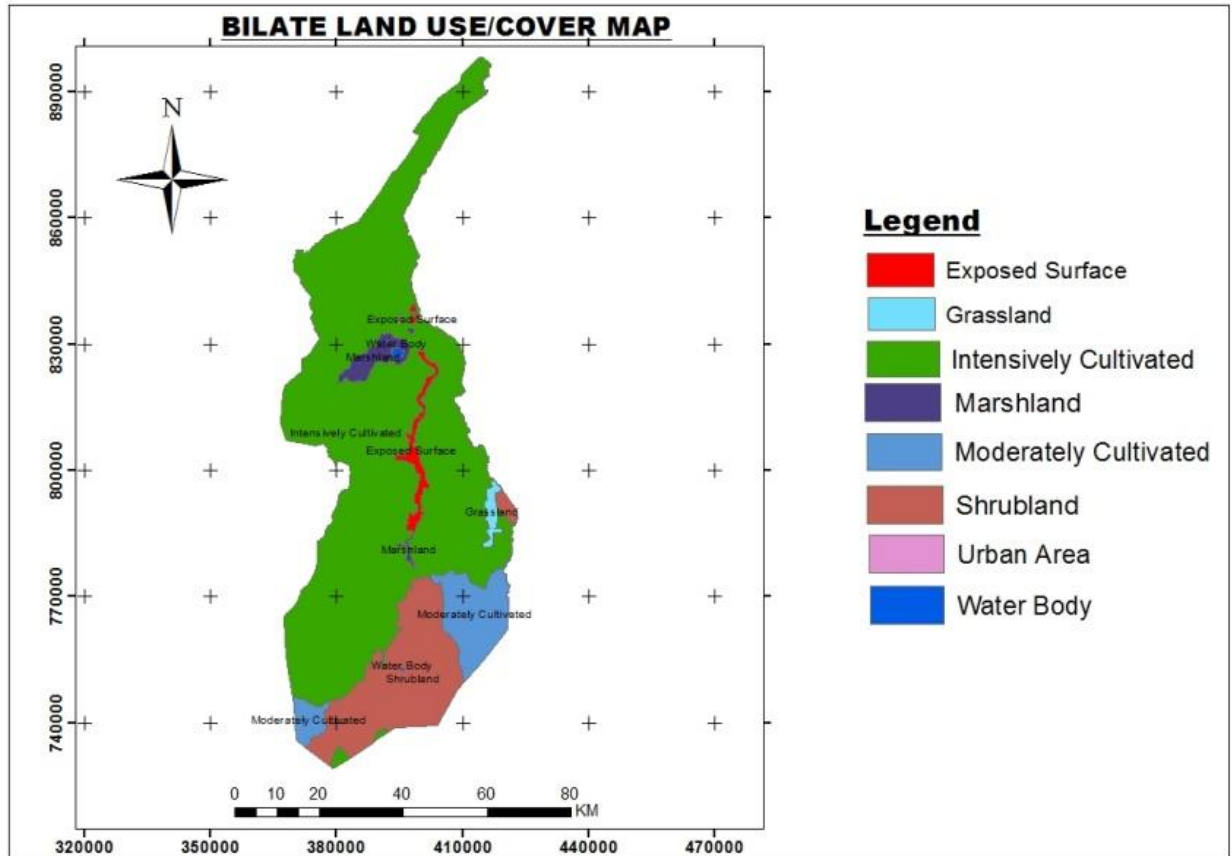 BILATE LAND USE/COVER MAP
N
890000
860000
830000
800000
770000
740000
Exposed Surface
Water Body
Marshland
Intensively Cultivated
Exposed Surface
Grassland
Marshland
Moderately Cultivated
Water Body
Shrubland
Moderately Cultivated
0 10 20 40 60 80
KM
320000 350000 380000 410000 440000 470000
Legend
Exposed Surface
Grassland
Intensively Cultivated
Marshland
Moderately Cultivated
Shrubland
Urban Area
Water Body